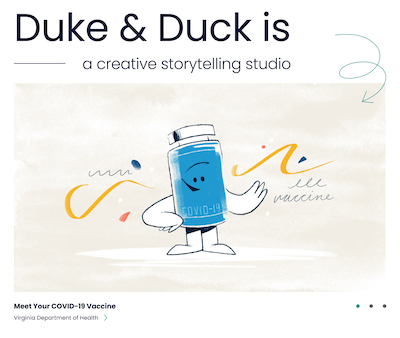 Duke & Duck is
a creative storytelling studio
COVID-19
vaccine
Meet Your COVID-19 Vaccine
Virginia Department of Health